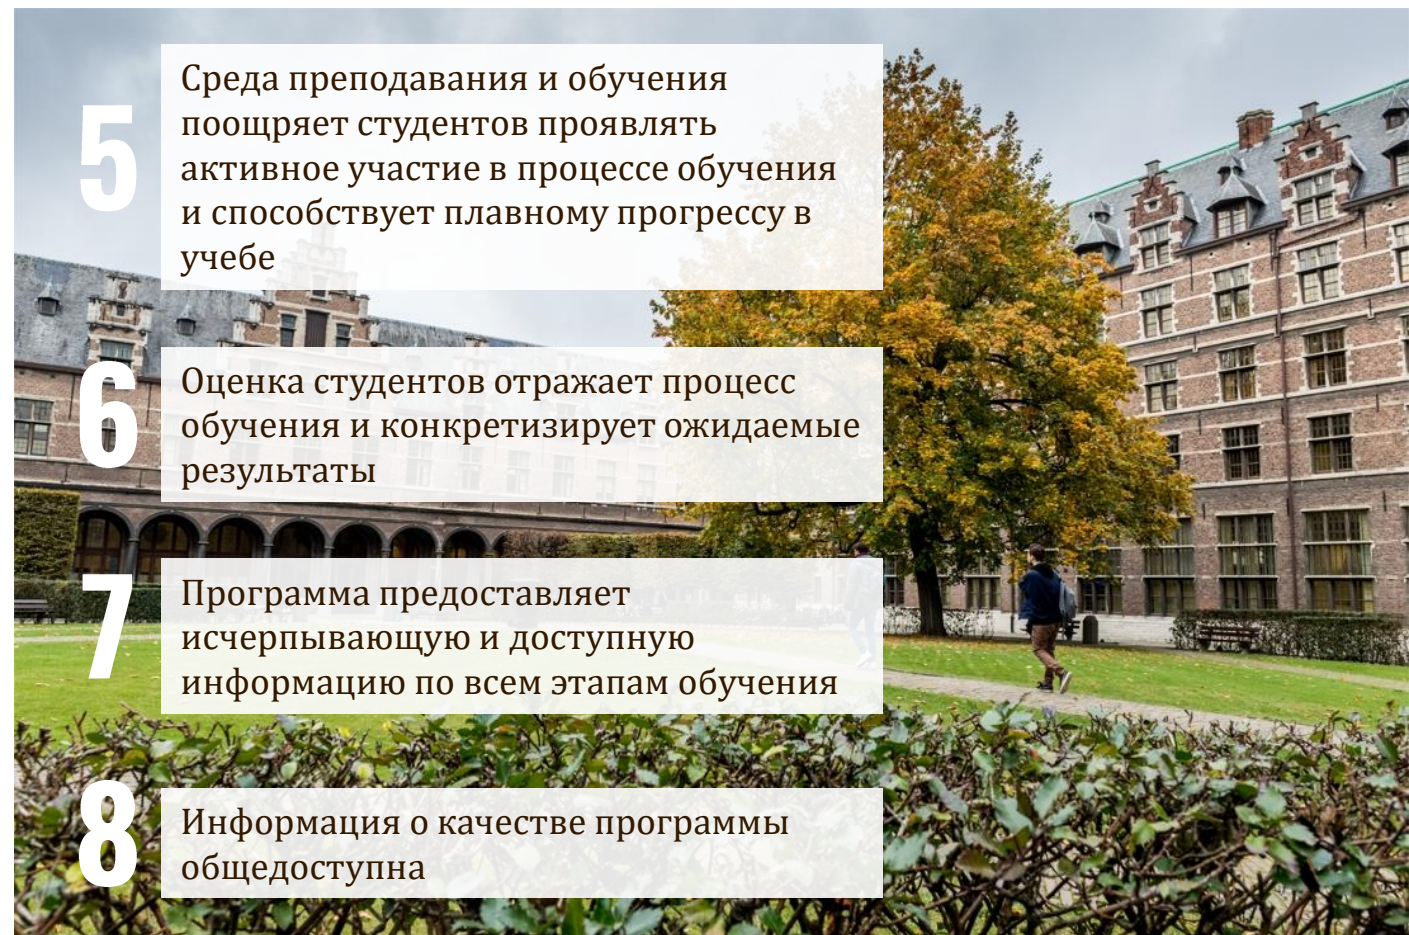 5
Среда преподавания и обучения
поощряет студентов проявлять
активное участие в процессе обучения
и способствует плавному прогрессу в
учебе
6
Оценка студентов отражает процесс
обучения и конкретизирует ожидаемые
результаты
7
Программа предоставляет
исчерпывающую и доступную
информацию по всем этапам обучения
8
Информация о качестве программы
общедоступна